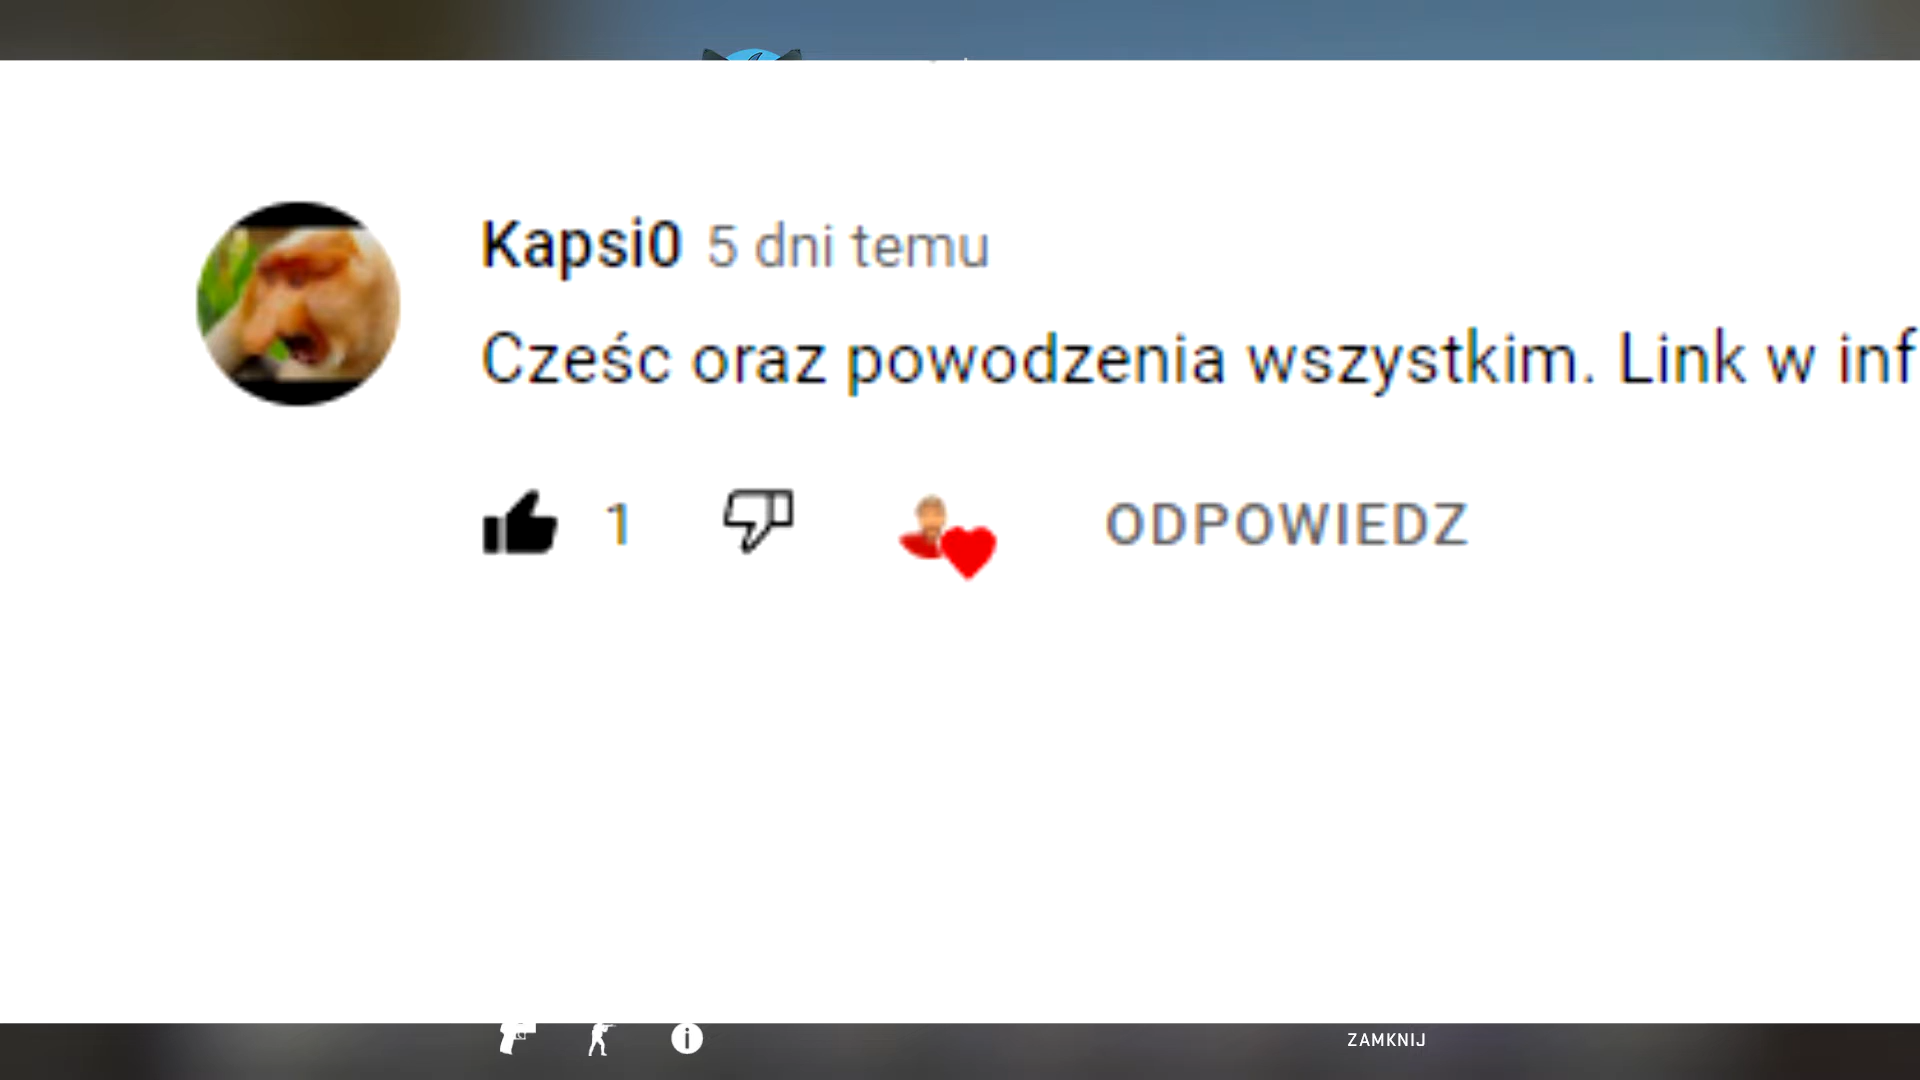 Kapsi0 5 dni temu
Cześc oraz powodzenia wszystkim. Link w inf
1 ODPOWIEDZ
ZAMKNIJ